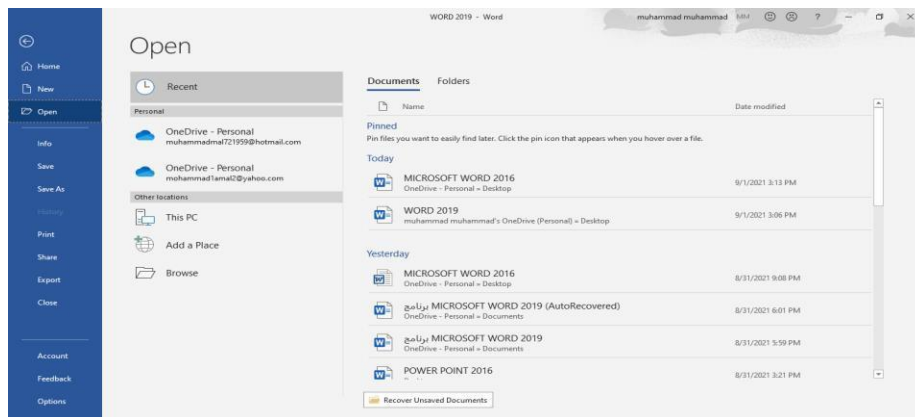 WORD 2019 - Word
muhammad muhammad
MM
?
Open
Home
New
Open
Info
Save
Save As
History
Print
Share
Export
Close
Account
Feedback
Options
Recent
Personal
OneDrive - Personal
muhammadmal721959@hotmail.com
OneDrive - Personal
mohammad1amal2@yahoo.com
Other locations
This PC
Add a Place
Browse
Documents Folders
Name Date modified
Pinned
Pin files you want to easily find later. Click the pin icon that appears when you hover over a file.
Today
MICROSOFT WORD 2016
OneDrive - Personal » Desktop
9/1/2021 3:13 PM
WORD 2019
muhammad muhammad's OneDrive (Personal) » Desktop
9/1/2021 3:06 PM
Yesterday
MICROSOFT WORD 2016
OneDrive - Personal » Desktop
8/31/2021 9:08 PM
برنامج MICROSOFT WORD 2019 (AutoRecovered)
OneDrive - Personal » Documents
8/31/2021 6:01 PM
برنامج MICROSOFT WORD 2019
OneDrive - Personal » Documents
8/31/2021 5:59 PM
POWER POINT 2016
8/31/2021 3:21 PM
Recover Unsaved Documents